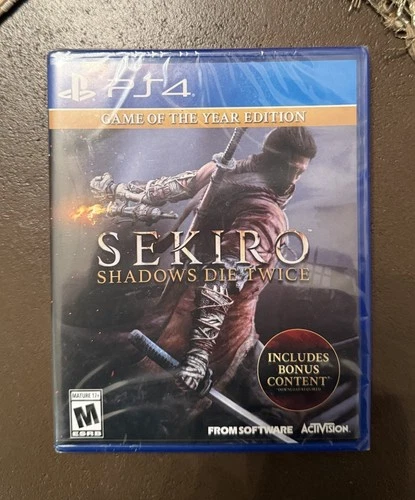 PS4
GAME OF THE YEAR EDITION
SEKIRO
SHADOWS DIE TWICE
INCLUDES
BONUS
CONTENT
MATURE 17+
M
ESRB
FROMSOFTWARE
ACTIVISION